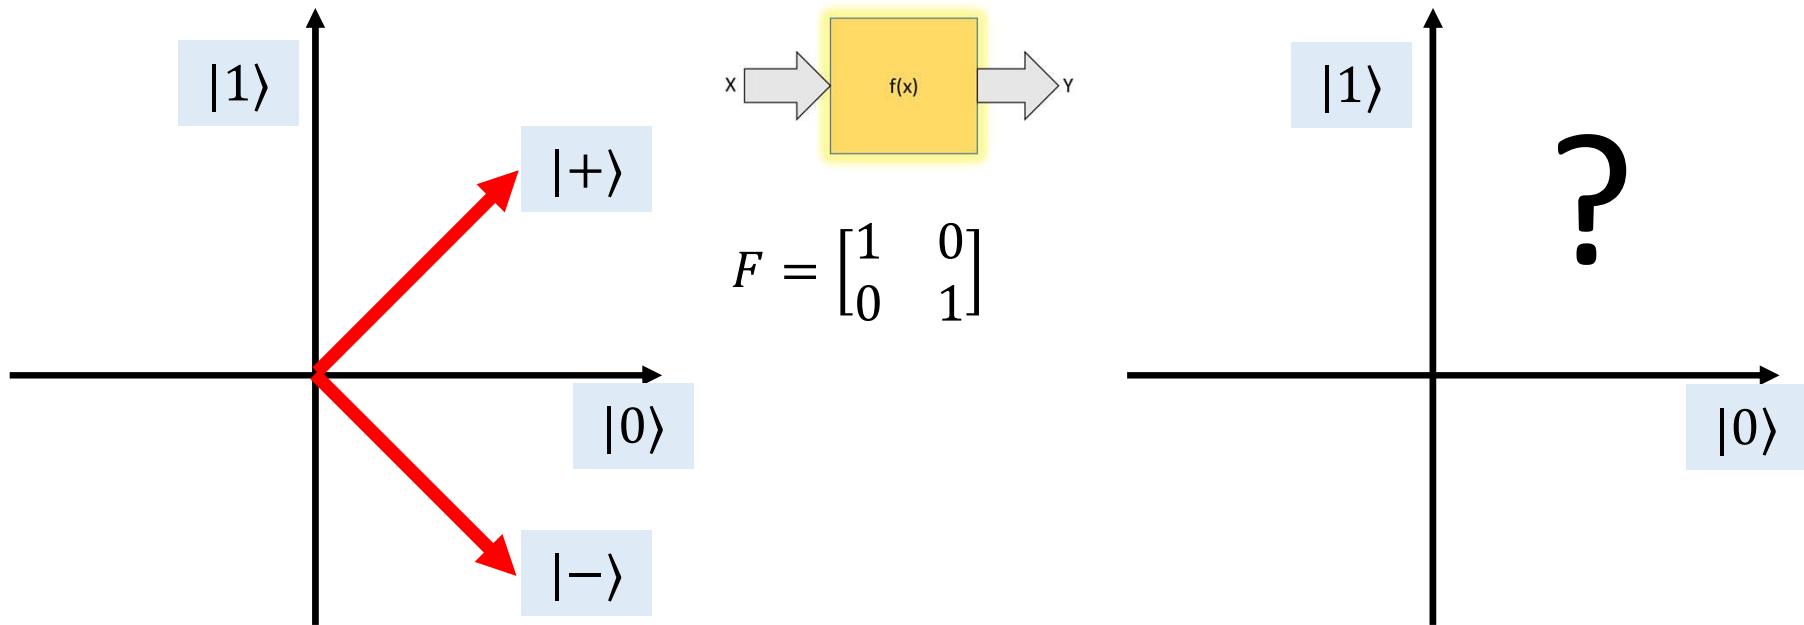 |1⟩
|+⟩
|0⟩
|−⟩
X
f(x)
Y
F = [1 0
0 1]
|1⟩
?
|0⟩